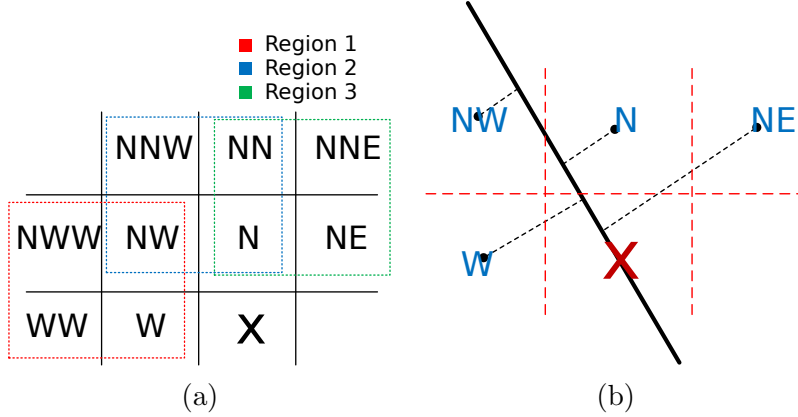 Region 1
Region 2
Region 3
NNW NN NNE
NWW NW N NE
WW W X
(a)
NW N NE
W X
(b)